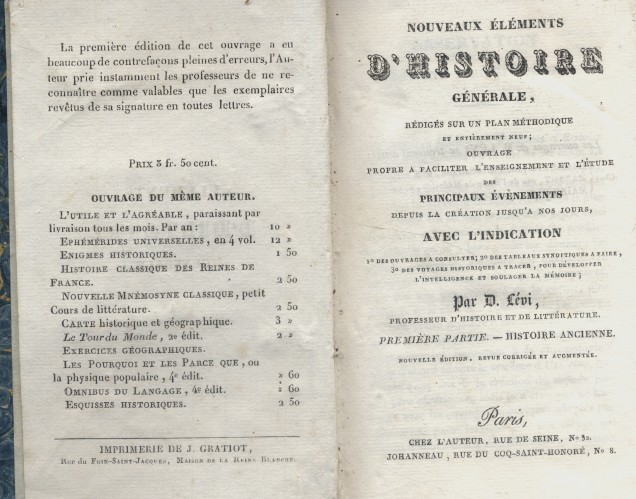 La première édition de cet ouvrage a eu
beaucoup de contrefaçons pleines d'erreurs, l'Au-
teur prie instamment les professeurs de ne re-
connaître comme valables que les exemplaires
revêtus de sa signature en toutes lettres.
PRIX 3 fr. 50 cent.
OUVRAGE DU MÊME AUTEUR.
L'UTILE ET L'AGRÉABLE, paraissant par
livraison tous les mois. Par an : 10 »
EPHÉMÉRIDES UNIVERSELLES, en 4 vol. 12 »
ENIGMES HISTORIQUES. 1 50
HISTOIRE CLASSIQUE DES REINES DE
FRANCE. 2 50
NOUVELLE MNÉMOSYNE CLASSIQUE, petit
Cours de littérature. 2 50
CARTE historique et géographique. 3 »
Le Tour du Monde, 2e édit. 2 »
EXERCICES GÉOGRAPHIQUES.
LES POURQUOI ET LES PARCE QUE, ou
la physique populaire, 4e édit. » 60
OMNIBUS DU LANGAGE, 4e édit. » 60
ESQUISSES HISTORIQUES. 2 50
IMPRIMERIE DE J. GRATIOT,
RUE DU FOIN-SAINT-JACQUES, MAISON DE LA REINE BLANCHE.
NOUVEAUX ÉLÉMENTS
D'HISTOIRE
GÉNÉRALE,
RÉDIGÉS SUR UN PLAN MÉTHODIQUE
ET ENTIÈREMENT NEUF;
OUVRAGE
PROPRE A FACILITER L'ENSEIGNEMENT ET L'ÉTUDE
DES
PRINCIPAUX ÉVÈNEMENTS
DEPUIS LA CRÉATION JUSQU'A NOS JOURS,
AVEC L'INDICATION
1º DES OUVRAGES A CONSULTER; 2º DES TABLEAUX SYNOPTIQUES A FAIRE,
3º DES VOYAGES HISTORIQUES A TRACER, POUR DÉVELOPPER
L'INTELLIGENCE ET SOULAGER LA MÉMOIRE;
Par D. Lévi,
PROFESSEUR D'HISTOIRE ET DE LITTÉRATURE.
PREMIÈRE PARTIE. — HISTOIRE ANCIENNE.
NOUVELLE ÉDITION, REVUE CORRIGÉE ET AUGMENTÉE.
Paris,
CHEZ L'AUTEUR, RUE DE SEINE, No 32.
JOHANNEAU, RUE DU COQ-SAINT-HONORÉ, No 8.